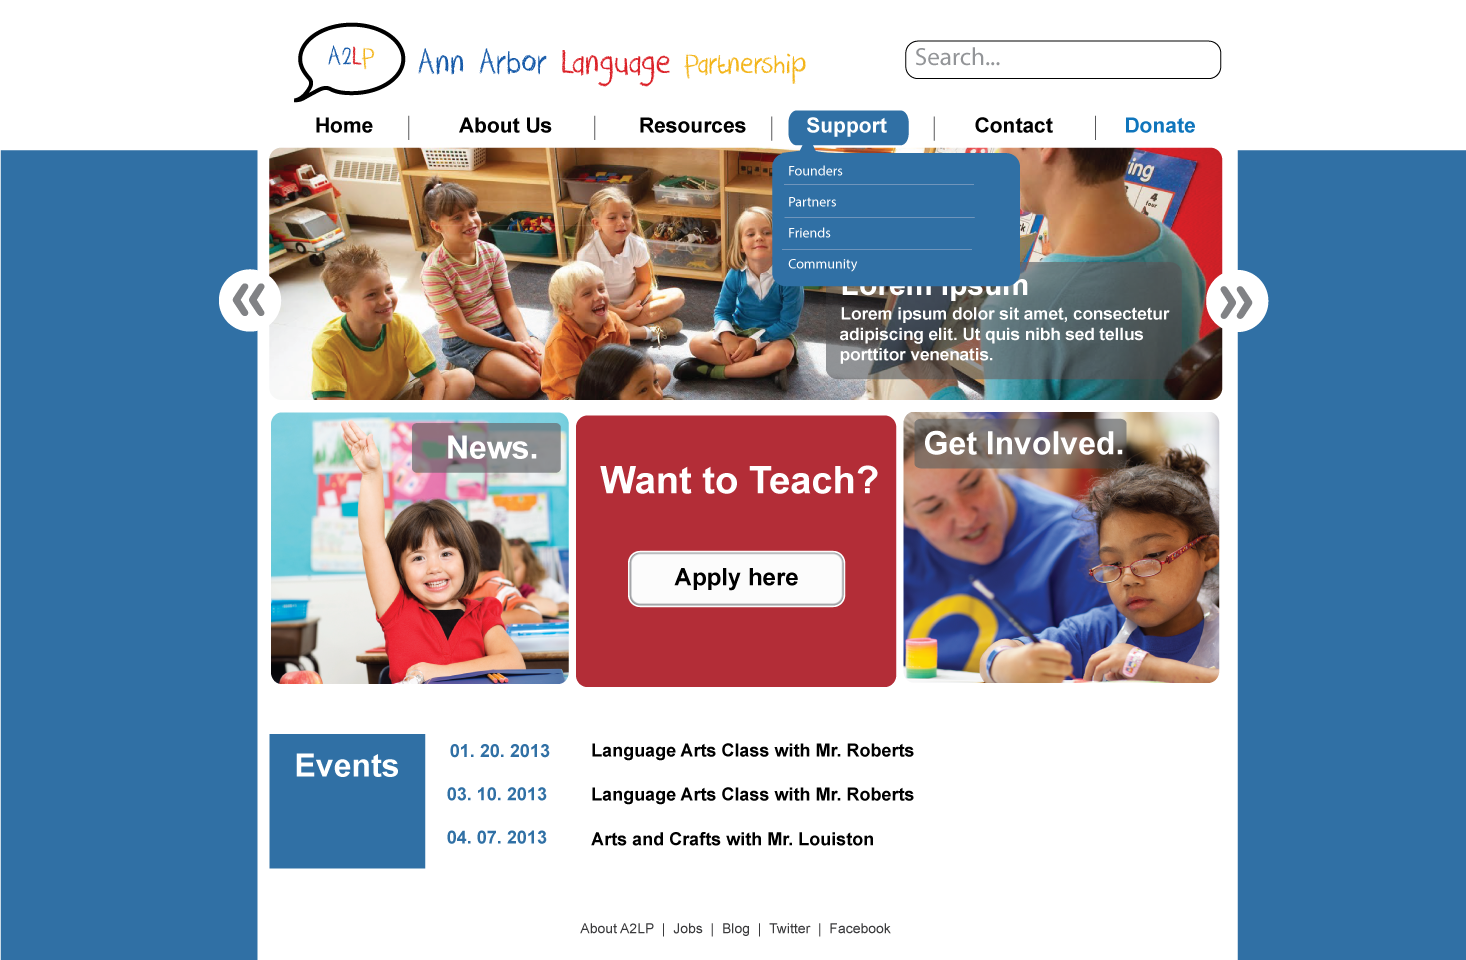 A2LP
Ann Arbor Language Partnership
Search...
Home | About Us | Resources | Support | Contact | Donate
Founders
Partners
Friends
Community
ing
4
four
Lorem Ipsum
Lorem ipsum dolor sit amet, consectetur
adipiscing elit. Ut quis nibh sed tellus
porttitor venenatis.
News.
Want to Teach?
Apply here
Get Involved.
Events
01. 20. 2013 Language Arts Class with Mr. Roberts
03. 10. 2013 Language Arts Class with Mr. Roberts
04. 07. 2013 Arts and Crafts with Mr. Louiston
About A2LP | Jobs | Blog | Twitter | Facebook